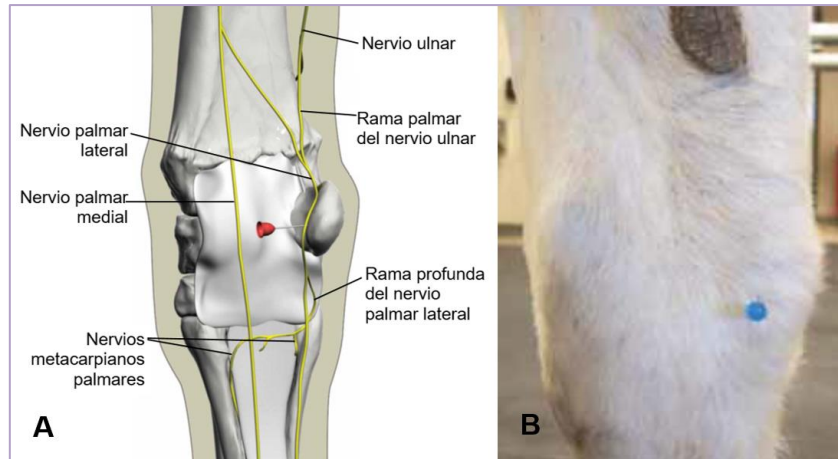 Nervio ulnar
Rama palmar
del nervio ulnar
Nervio palmar
lateral
Nervio palmar
medial
Rama profunda
del nervio
palmar lateral
Nervios
metacarpianos
palmares
A
B